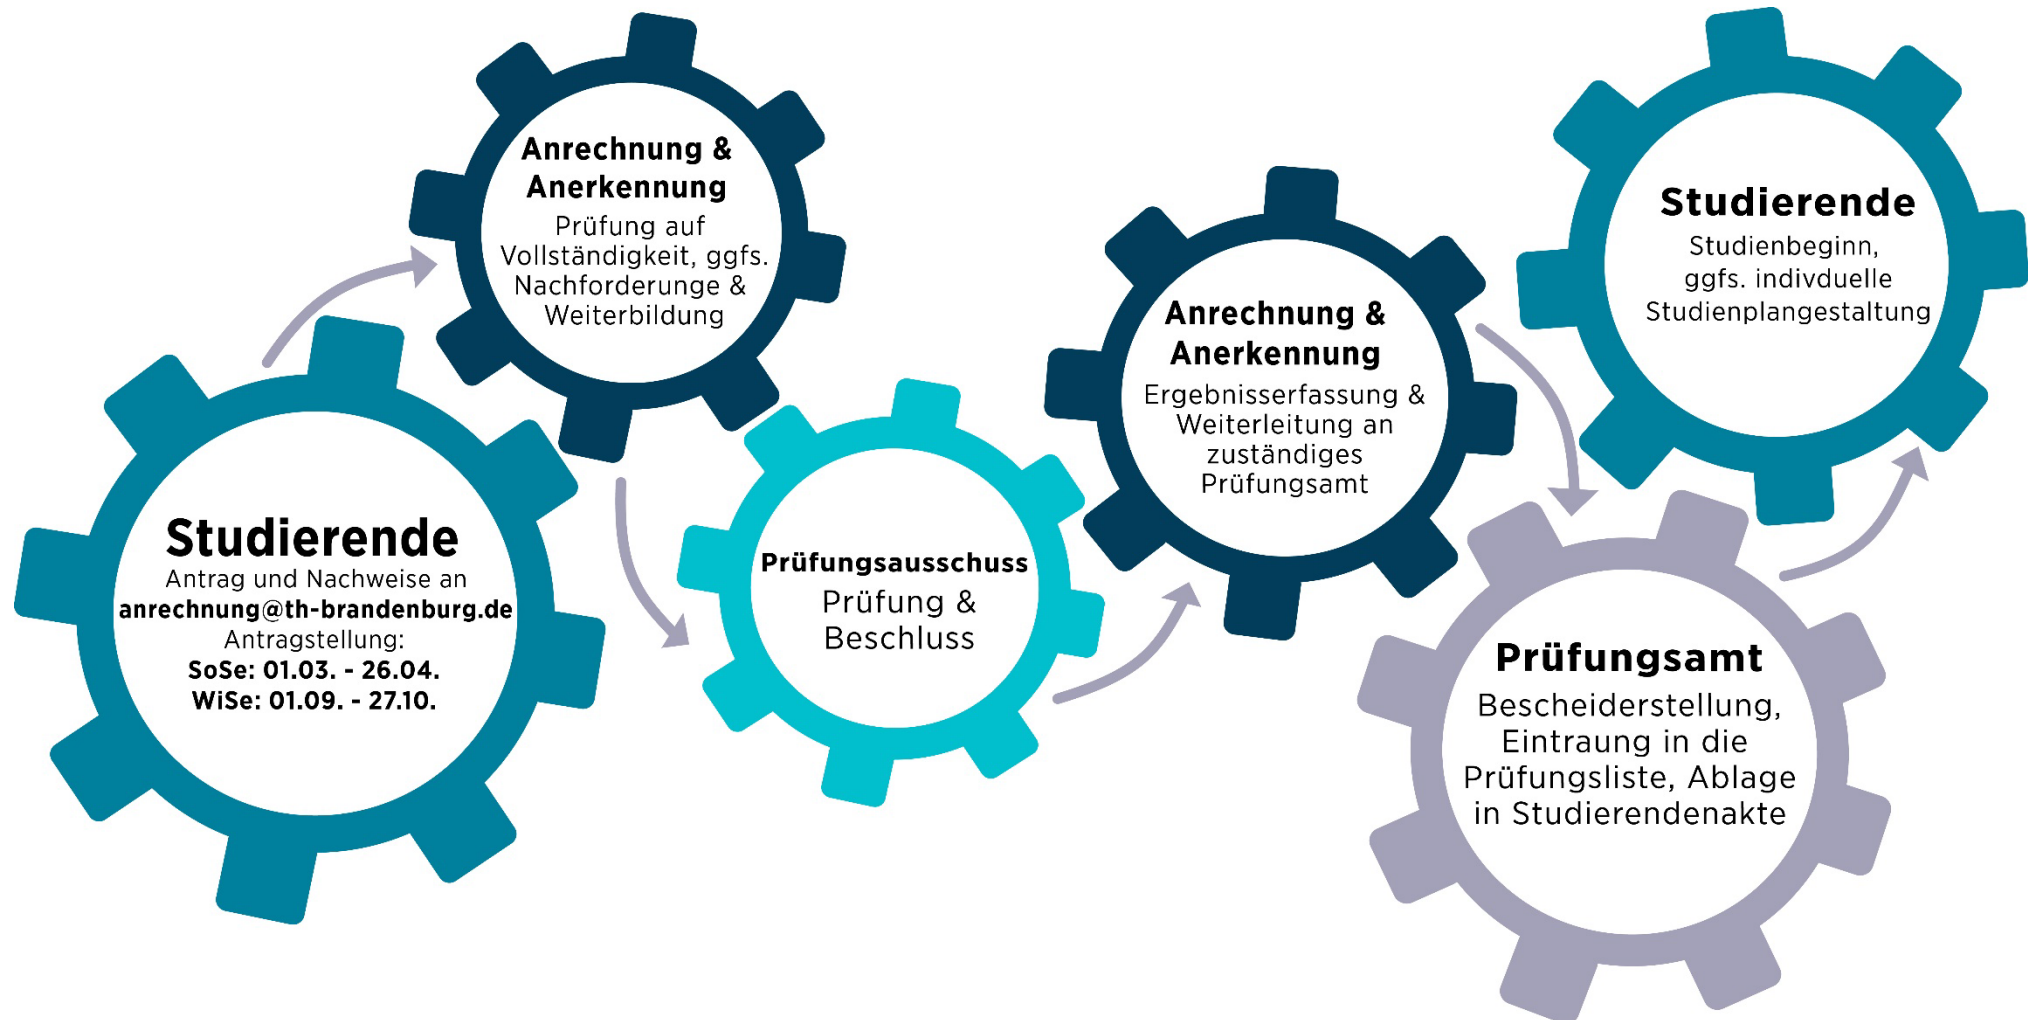 Studierende
Antrag und Nachweise an
anrechnung@th-brandenburg.de
Antragstellung:
SoSe: 01.03. - 26.04.
WiSe: 01.09. - 27.10.
Anrechnung &
Anerkennung
Prüfung auf
Vollständigkeit, ggfs.
Nachforderunge &
Weiterbildung
Prüfungsausschuss
Prüfung &
Beschluss
Anrechnung &
Anerkennung
Ergebnisserfassung &
Weiterleitung an
zuständiges
Prüfungsamt
Prüfungsamt
Bescheiderstellung,
Eintraung in die
Prüfungsliste, Ablage
in Studierendenakte
Studierende
Studienbeginn,
ggfs. indivduelle
Studienplangestaltung